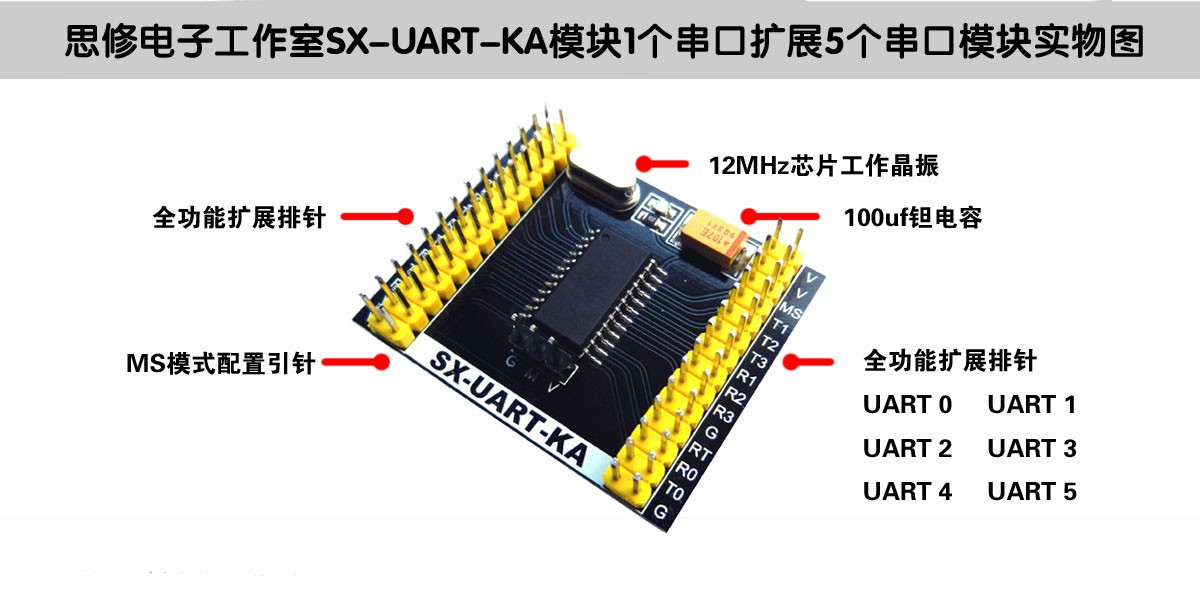 思修电子工作室SX-UART-KA模块1个串口扩展5个串口模块实物图
12MHz芯片工作晶振
全功能扩展排针
100uf钽电容
MS模式配置引针
全功能扩展排针
UART 0 UART 1
UART 2 UART 3
UART 4 UART 5
A107E
SX-UART-KA
G M V
V
V
MS
T1
T2
T3
R1
R2
R3
G
RT
R0
T0
G